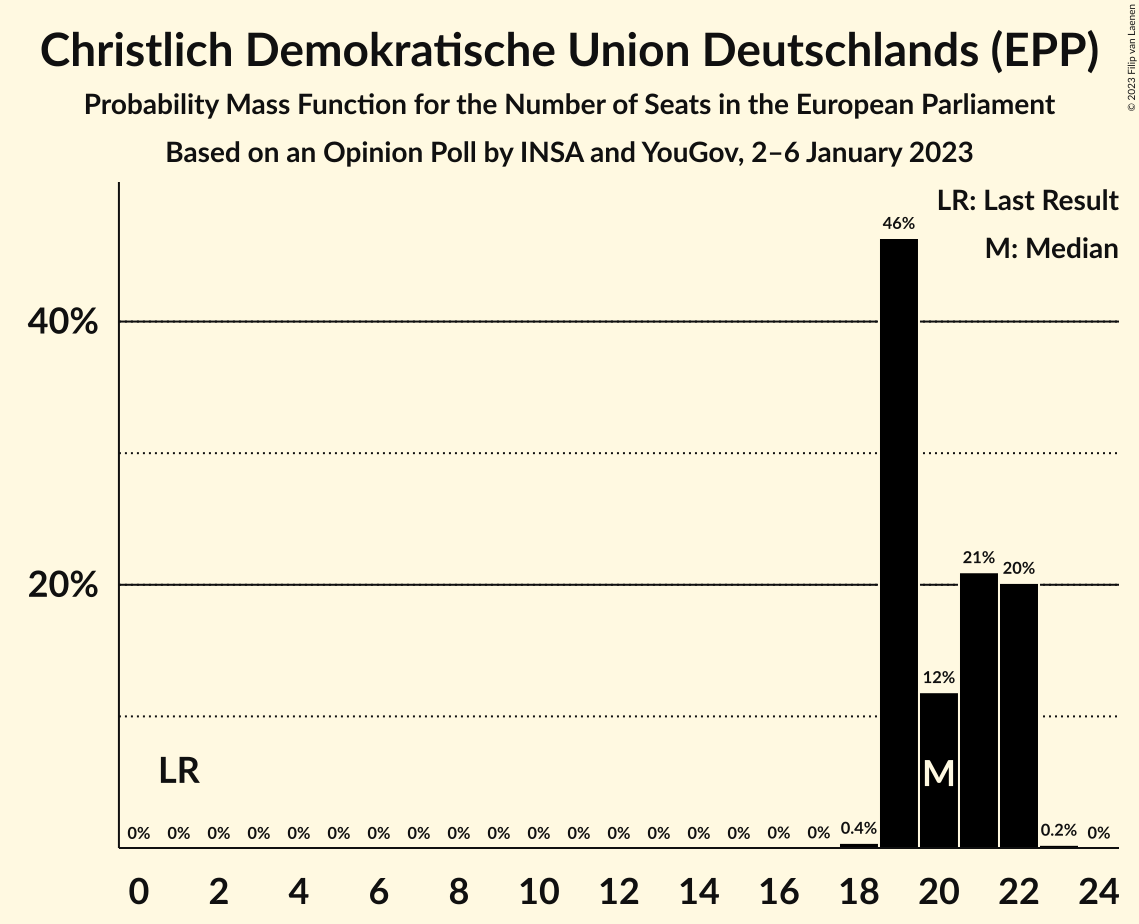 Christlich Demokratische Union Deutschlands (EPP)
Probability Mass Function for the Number of Seats in the European Parliament
Based on an Opinion Poll by INSA and YouGov, 2–6 January 2023
© 2023 Filip van Laenen
LR: Last Result
M: Median
46%
40%
21%
20%
20%
12%
LR
M
0% 0% 0% 0% 0% 0% 0% 0% 0% 0% 0% 0% 0% 0% 0% 0% 0% 0% 0.4% 0.2% 0%
0 2 4 6 8 10 12 14 16 18 20 22 24